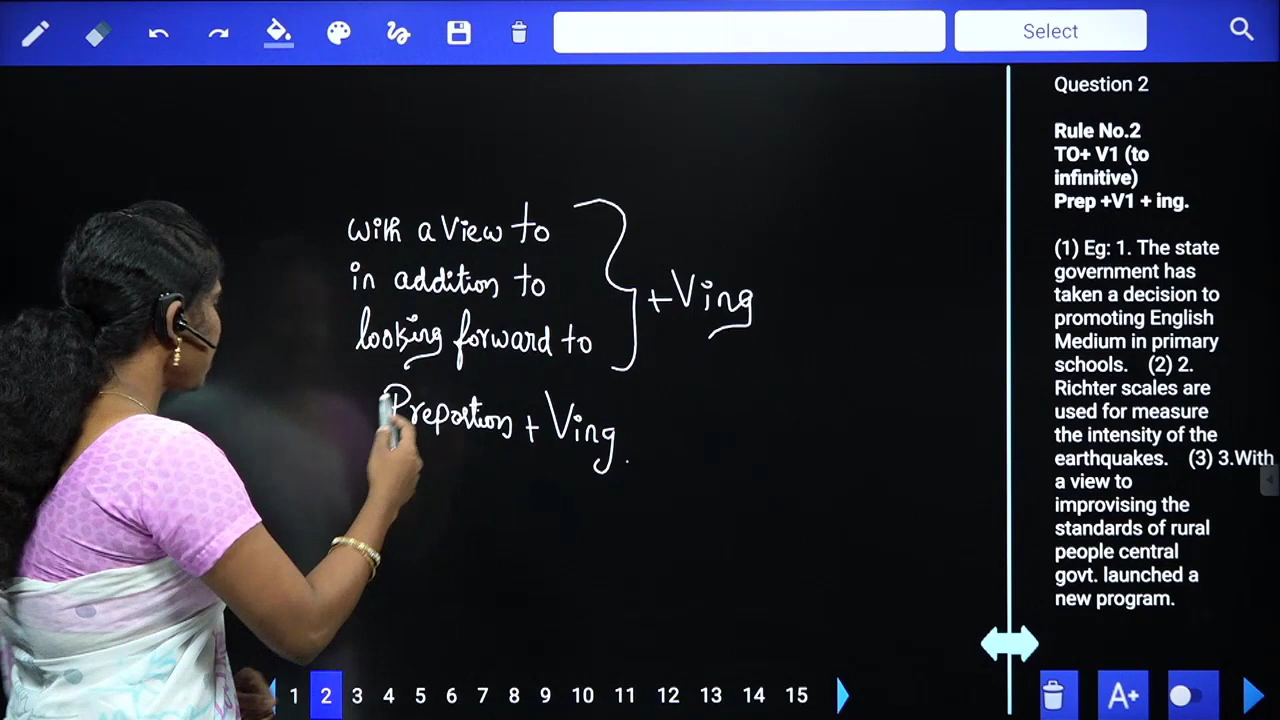 Select
Question 2
Rule No.2
TO+ V1 (to
infinitive)
Prep +V1 + ing.
(1) Eg: 1. The state
government has
taken a decision to
promoting English
Medium in primary
schools. (2) 2.
Richter scales are
used for measure
the intensity of the
earthquakes. (3) 3.With
a view to
improvising the
standards of rural
people central
govt. launched a
new program.
with a view to
in addition to
looking forward to
+Ving
Prepostion + Ving.
1 2 3 4 5 6 7 8 9 10 11 12 13 14 15
A+